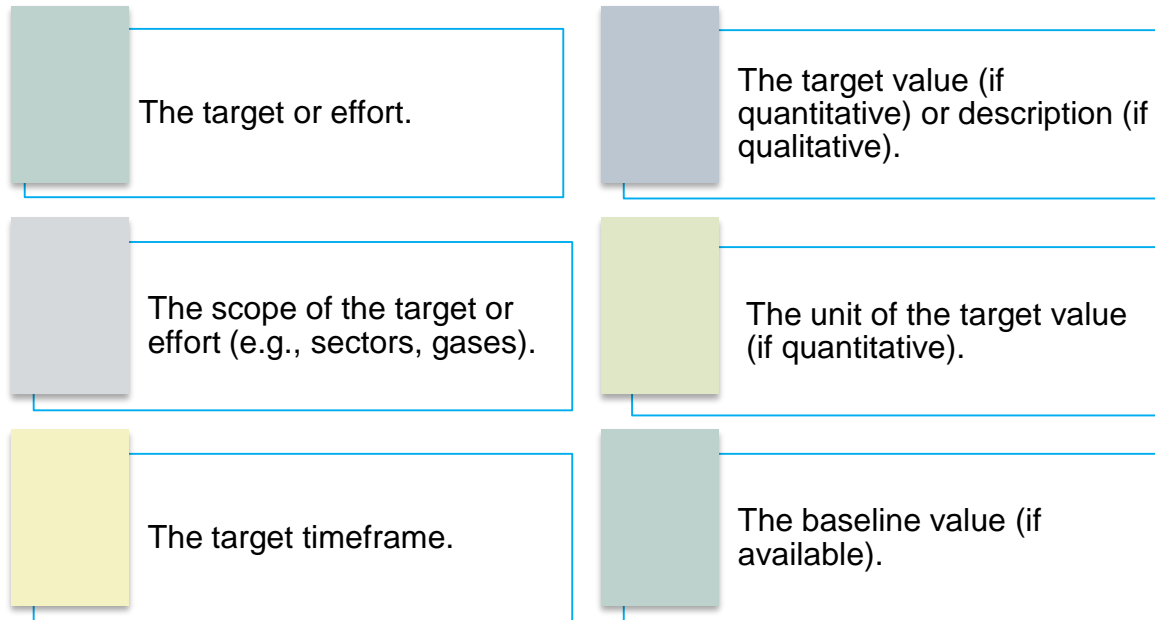 The target or effort.
The target value (if
quantitative) or description (if
qualitative).
The scope of the target or
effort (e.g., sectors, gases).
The unit of the target value
(if quantitative).
The target timeframe.
The baseline value (if
available).